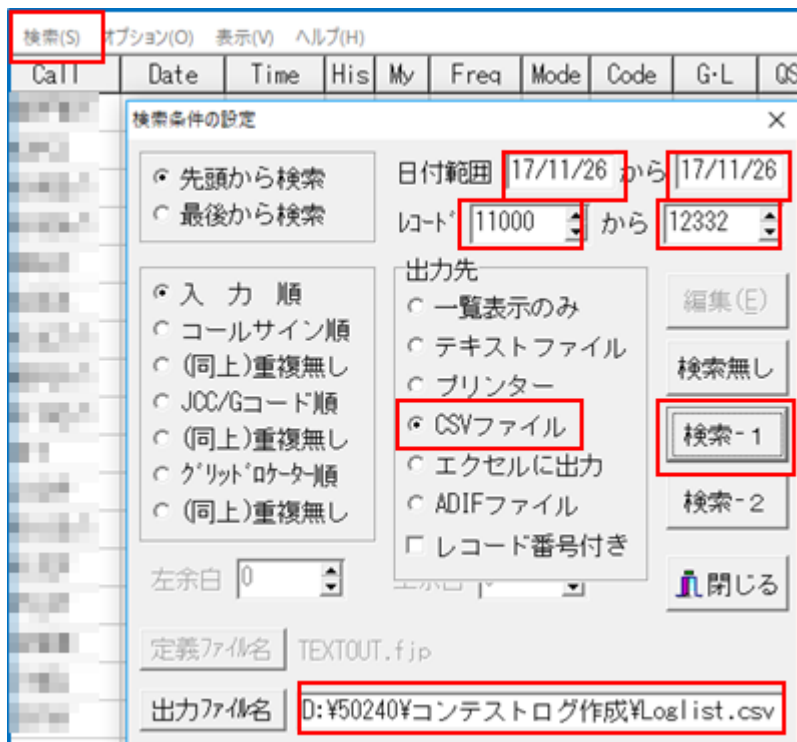 検索(S) オプション(O) 表示(V) ヘルプ(H)
Call Date Time His My Freq Mode Code G·L QS
検索条件の設定
先頭から検索
最後から検索
日付範囲 17/11/26 から 17/11/26
ﾚｺｰﾄﾞ 11000 から 12332
入 力 順
コールサイン順
(同上)重複無し
JCC/Gコード順
(同上)重複無し
ｸﾞﾘｯﾄﾞﾛｹｰﾀｰ順
(同上)重複無し
出力先
一覧表示のみ
テキストファイル
プリンター
CSVファイル
エクセルに出力
ADIFファイル
レコード番号付き
編集(E)
検索無し
検索-1
検索-2
閉じる
左余白 0
定義ﾌｧｲﾙ名 TEXTOUT.fjp
出力ﾌｧｲﾙ名 D:¥50240¥コンテストログ作成¥Loglist.csv